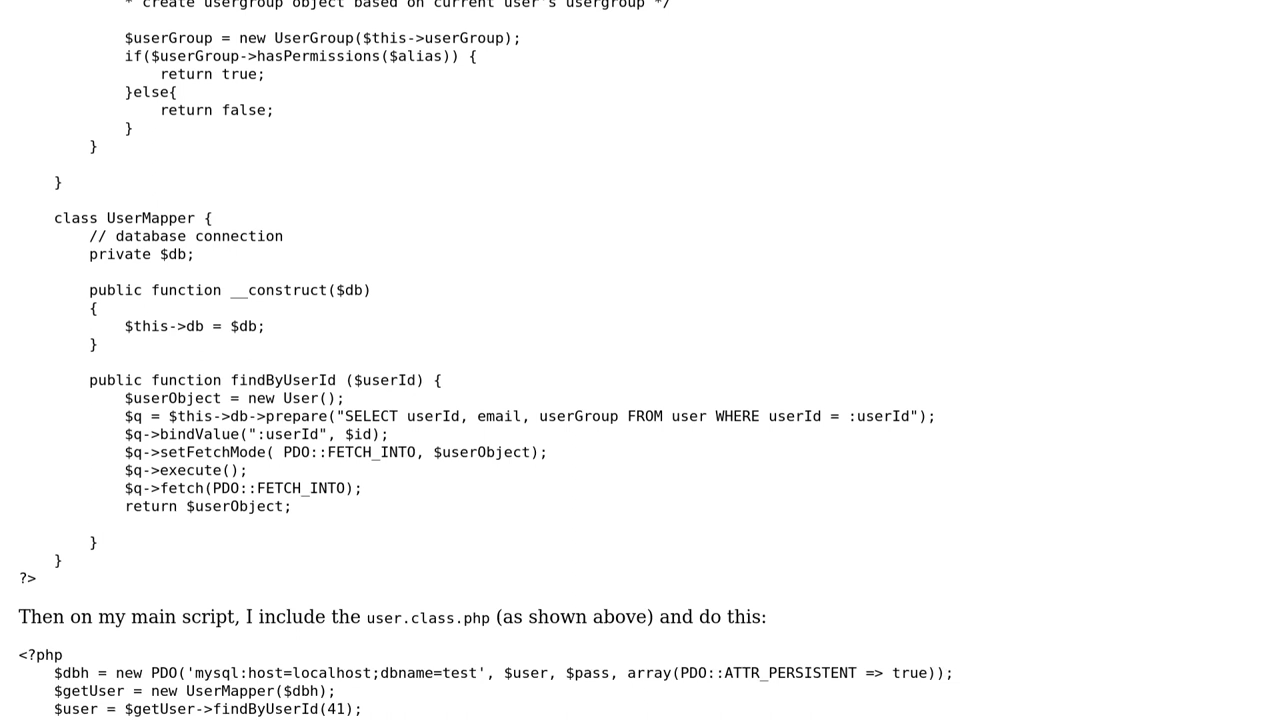 * create usergroup object based on current user's usergroup */
$userGroup = new UserGroup($this->userGroup);
if($userGroup->hasPermissions($alias)) {
return true;
}else{
return false;
}
}
}
class UserMapper {
// database connection
private $db;
public function __construct($db)
{
$this->db = $db;
}
public function findByUserId ($userId) {
$userObject = new User();
$q = $this->db->prepare("SELECT userId, email, userGroup FROM user WHERE userId = :userId");
$q->bindValue(":userId", $id);
$q->setFetchMode( PDO::FETCH_INTO, $userObject);
$q->execute();
$q->fetch(PDO::FETCH_INTO);
return $userObject;
}
}
?>
Then on my main script, I include the user.class.php (as shown above) and do this:
<?php
$dbh = new PDO('mysql:host=localhost;dbname=test', $user, $pass, array(PDO::ATTR_PERSISTENT => true));
$getUser = new UserMapper($dbh);
$user = $getUser->findByUserId(41);